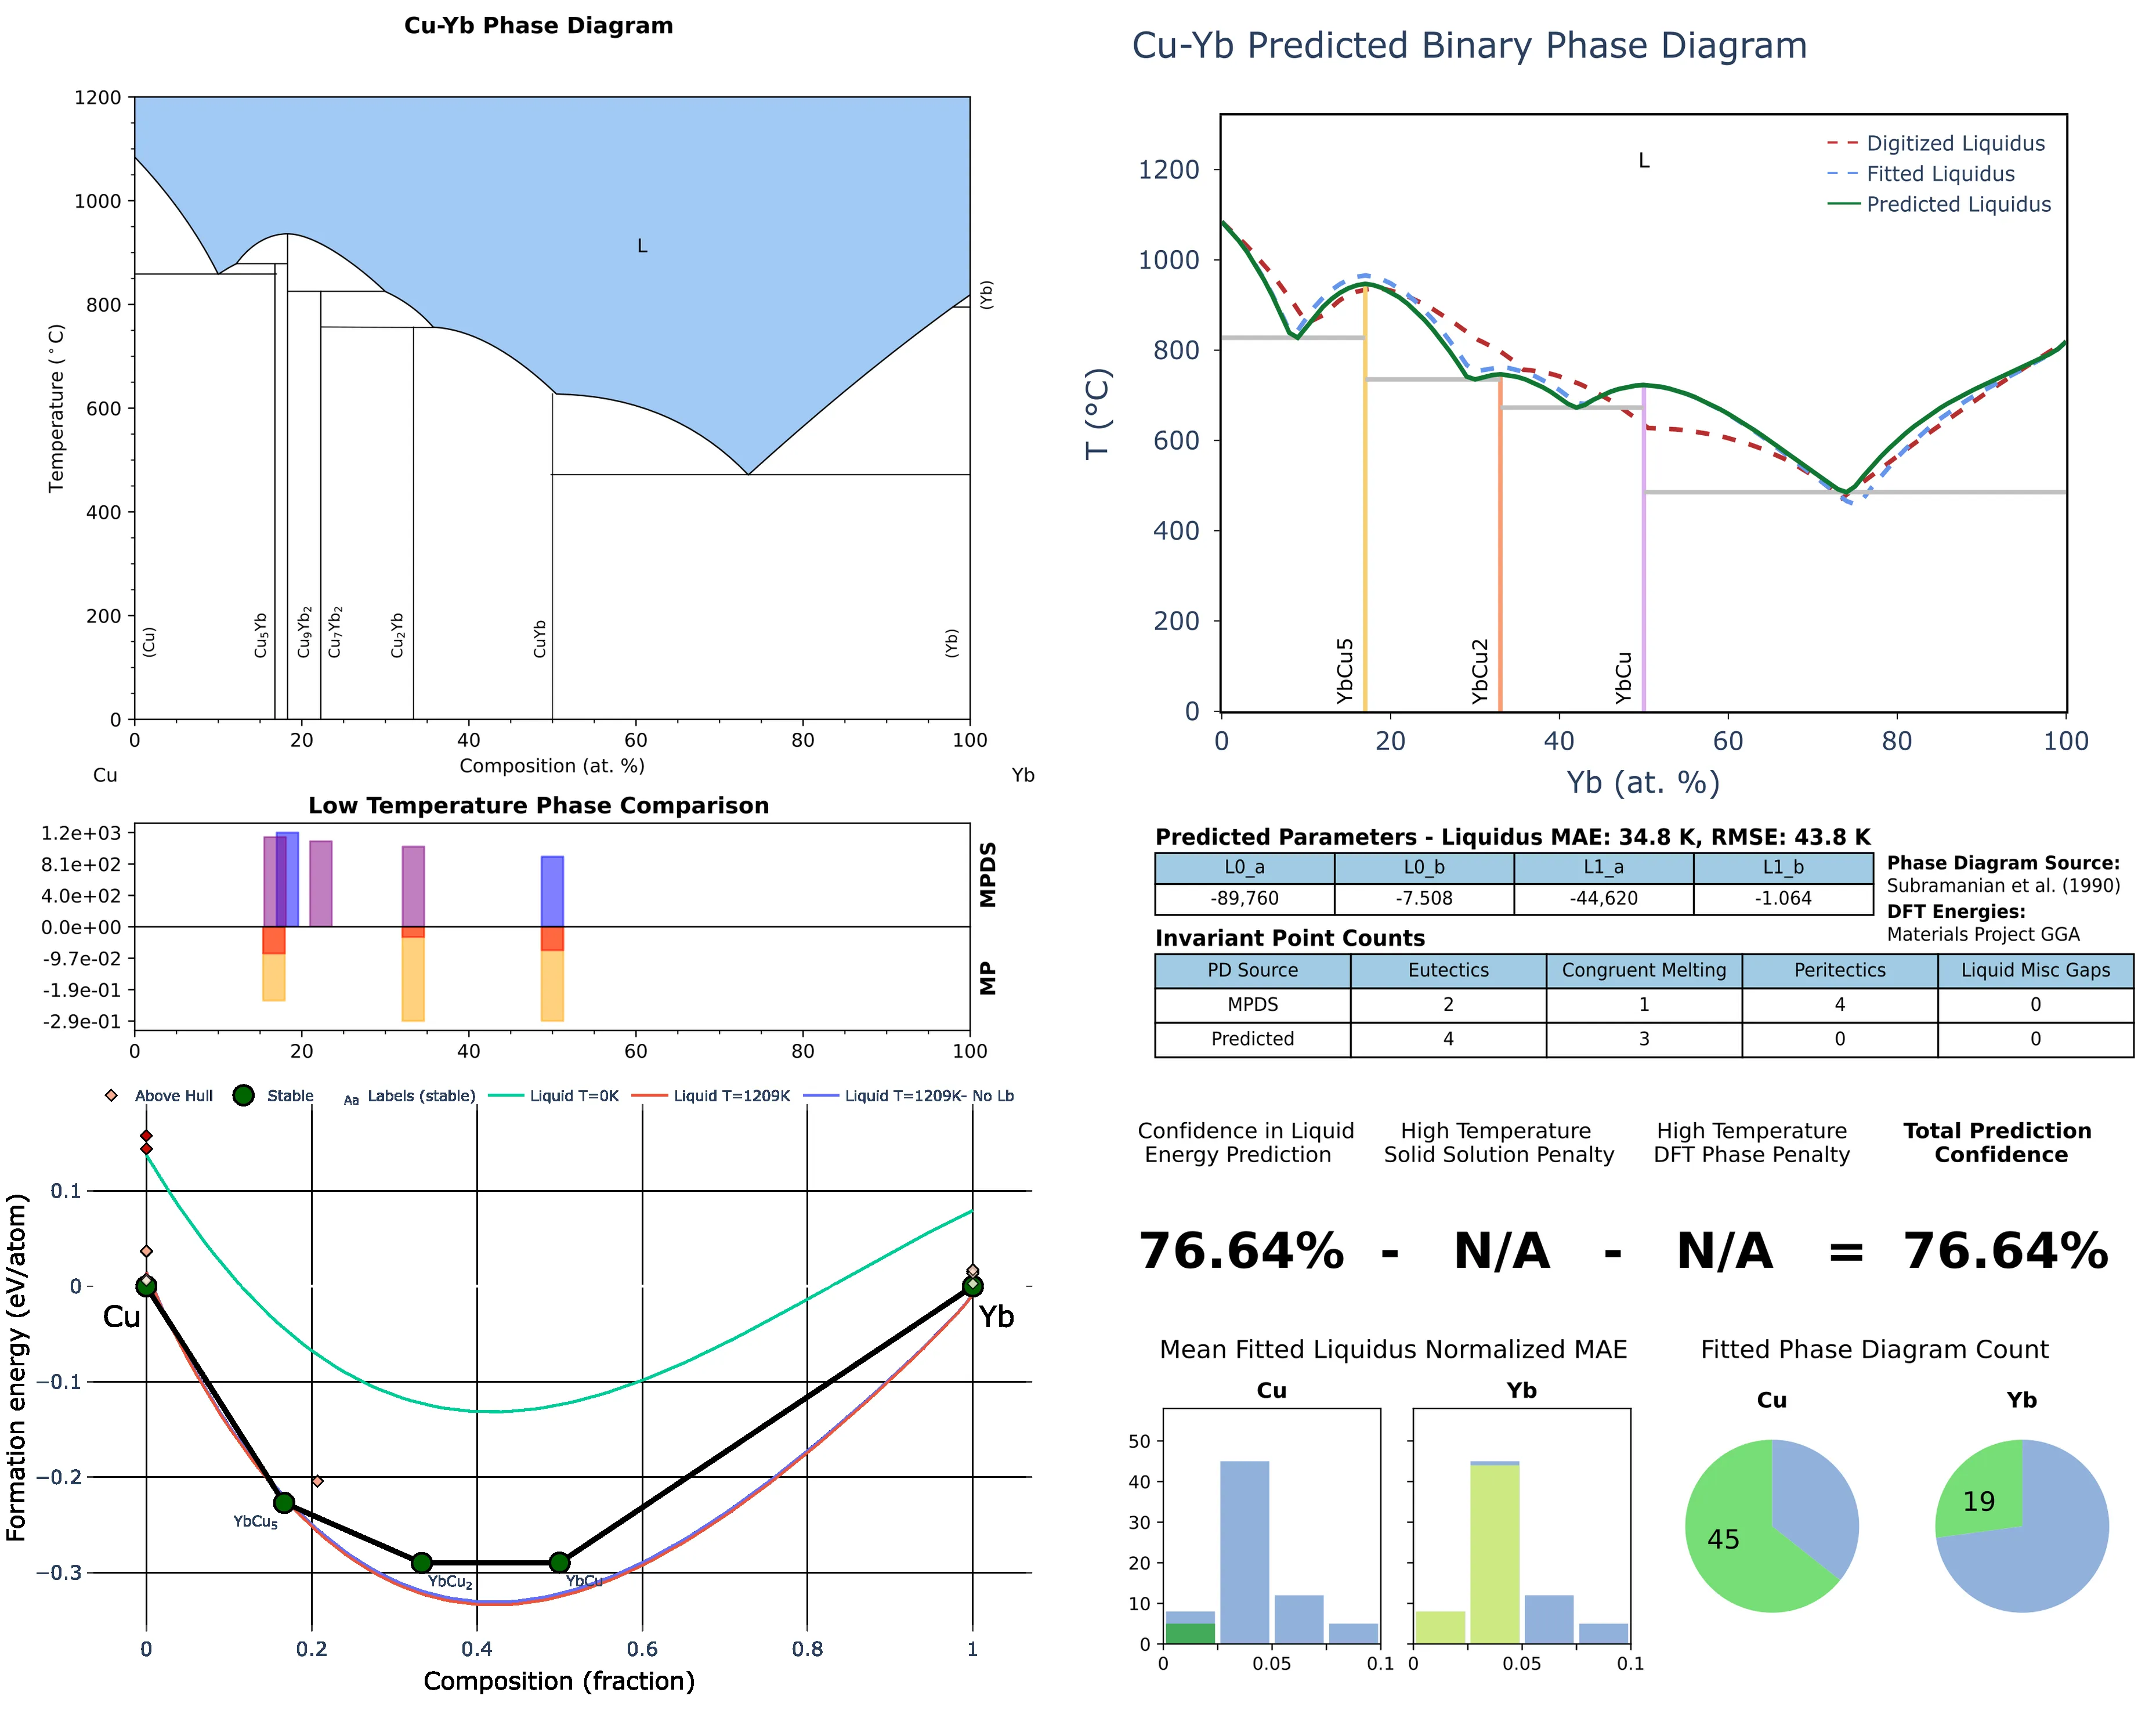 Cu-Yb Phase Diagram
1200
1000
800
600
400
200
0
Temperature (°C)
L
(Yb)
(Cu)
Cu5Yb
Cu9Yb2
Cu7Yb2
Cu2Yb
CuYb
(Yb)
0 20 40 60 80 100
Composition (at. %)
Cu Yb
Cu-Yb Predicted Binary Phase Diagram
L
Digitized Liquidus
Fitted Liquidus
Predicted Liquidus
1200
1000
800
600
400
200
0
T (°C)
YbCu5
YbCu2
YbCu
0 20 40 60 80 100
Yb (at. %)
Low Temperature Phase Comparison
1.2e+03
8.1e+02
4.0e+02
0.0e+00
-9.7e-02
-1.9e-01
-2.9e-01
MPDS
MP
0 20 40 60 80 100
Predicted Parameters - Liquidus MAE: 34.8 K, RMSE: 43.8 K
L0_a L0_b L1_a L1_b
-89,760 -7.508 -44,620 -1.064
Phase Diagram Source:
Subramanian et al. (1990)
DFT Energies:
Materials Project GGA
Invariant Point Counts
PD Source Eutectics Congruent Melting Peritectics Liquid Misc Gaps
MPDS 2 1 4 0
Predicted 4 3 0 0
Above Hull Stable Aa Labels (stable) Liquid T=0K Liquid T=1209K Liquid T=1209K- No Lb
0.1
0
−0.1
−0.2
−0.3
Formation energy (eV/atom)
Cu
Yb
YbCu5
YbCu2
YbCu
0 0.2 0.4 0.6 0.8 1
Composition (fraction)
Confidence in Liquid
Energy Prediction
High Temperature
Solid Solution Penalty
High Temperature
DFT Phase Penalty
Total Prediction
Confidence
76.64% - N/A - N/A = 76.64%
Mean Fitted Liquidus Normalized MAE
Cu Yb
50
40
30
20
10
0
0 0.05 0.1
0 0.05 0.1
Fitted Phase Diagram Count
Cu Yb
45
19